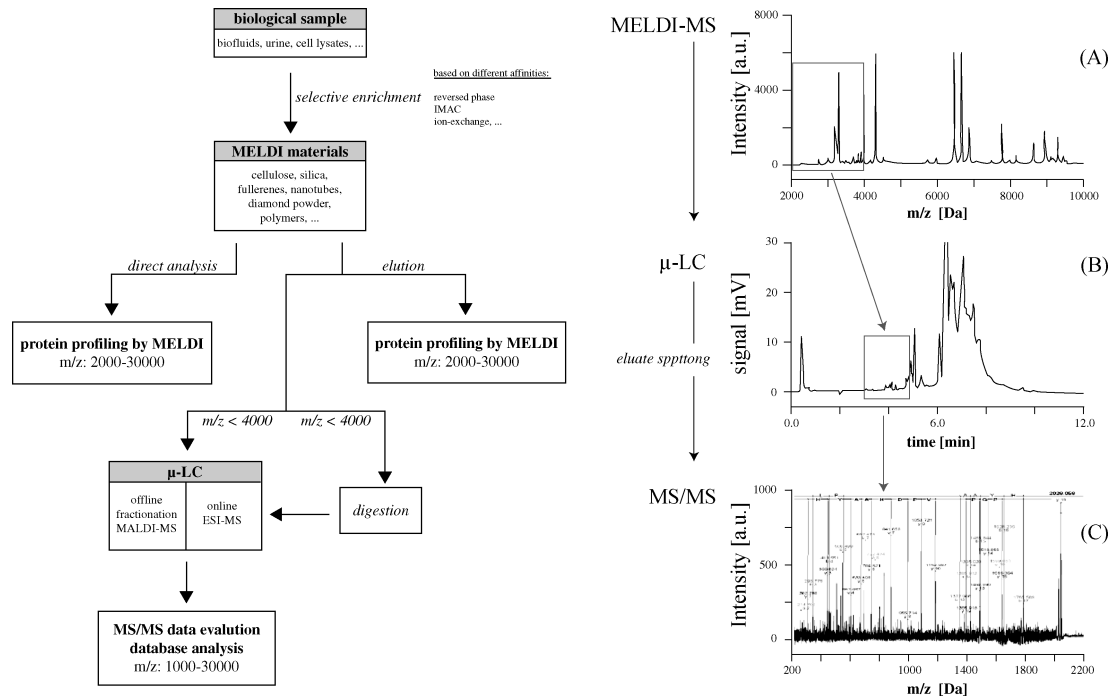 biological sample
biofluids, urine, cell lysates, ...
based on different affinities:
selective enrichment
reversed phase
IMAC
ion-exchange, ...
MELDI materials
cellulose, silica,
fullerenes, nanotubes,
diamond powder,
polymers, ...
direct analysis
elution
protein profiling by MELDI
m/z: 2000-30000
protein profiling by MELDI
m/z: 2000-30000
m/z < 4000
m/z < 4000
µ-LC
offline
fractionation
MALDI-MS
online
ESI-MS
digestion
MS/MS data evalution
database analysis
m/z: 1000-30000
MELDI-MS
µ-LC
eluate spptong
MS/MS
(A)
Intensity [a.u.]
8000
4000
0
2000
4000
6000
8000
10000
m/z [Da]
(B)
signal [mV]
30
20
10
0
0.0
6.0
12.0
time [min]
(C)
Intensity [a.u.]
1000
500
0
200
1000
1400
2200
m/z [Da]